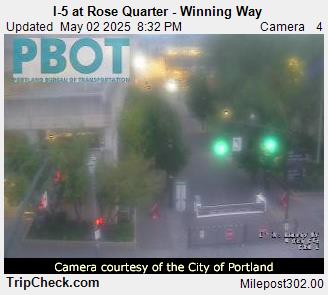 I-5 at Rose Quarter - Winning Way
Updated May 02 2025 8:32 PM Camera 4
PBOT
PORTLAND BUREAU OF TRANSPORTATION
Camera courtesy of the City of Portland
TripCheck.com Milepost302.00